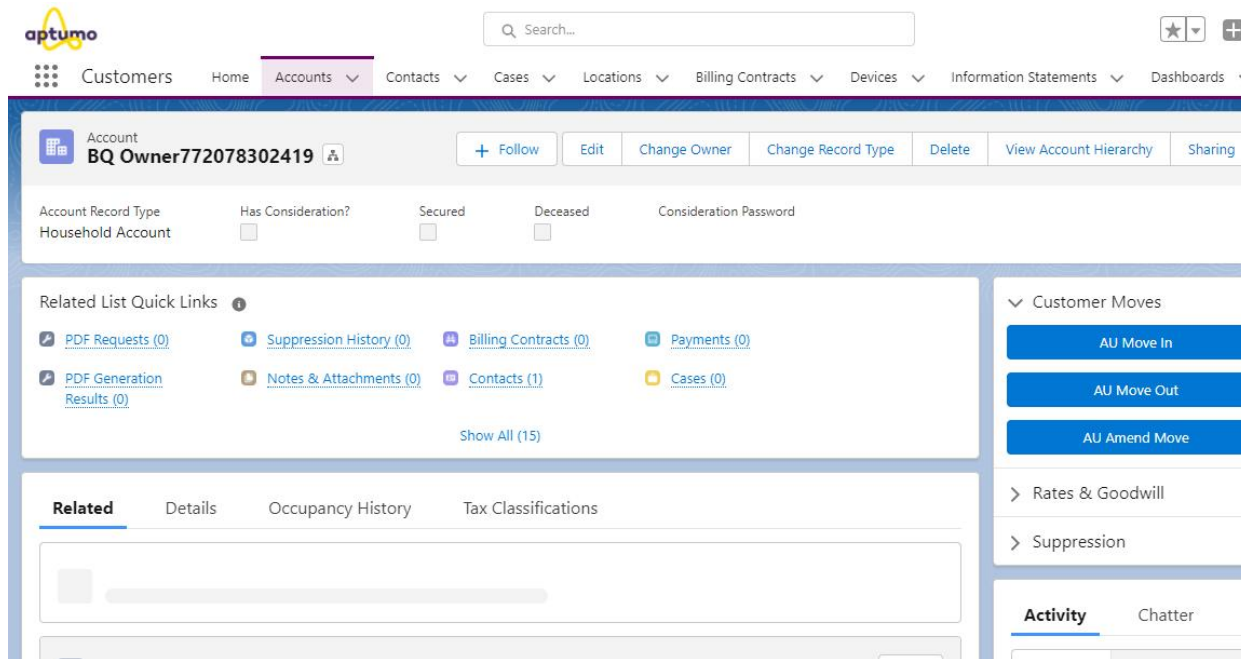 aptumo
Search...
Customers Home Accounts Contacts Cases Locations Billing Contracts Devices Information Statements Dashboards
Account
BQ Owner772078302419
+ Follow Edit Change Owner Change Record Type Delete View Account Hierarchy Sharing
Account Record Type Has Consideration? Secured Deceased Consideration Password
Household Account
Related List Quick Links
PDF Requests (0) Suppression History (0) Billing Contracts (0) Payments (0)
PDF Generation Results (0) Notes & Attachments (0) Contacts (1) Cases (0)
Show All (15)
Customer Moves
AU Move In
AU Move Out
AU Amend Move
Rates & Goodwill
Suppression
Related Details Occupancy History Tax Classifications
Activity Chatter